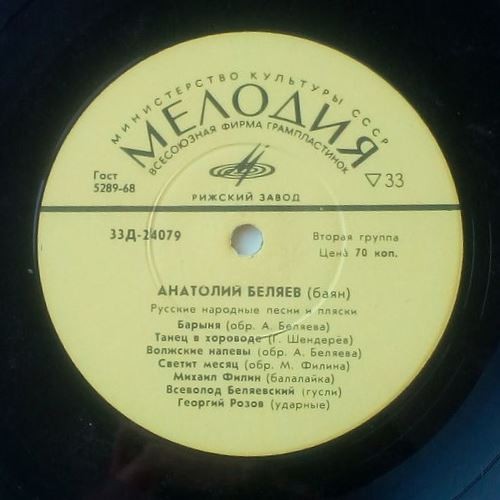 МИНИСТЕРСТВО КУЛЬТУРЫ СССР
МЕЛОДИЯ
ВСЕСОЮЗНАЯ ФИРМА ГРАМПЛАСТИНОК
Гост
5289-68
▽33
РИЖСКИЙ ЗАВОД
33Д-24079
Вторая группа
Цена 70 коп.
АНАТОЛИЙ БЕЛЯЕВ (баян)
Русские народные песни и пляски
Барыня (обр. А. Беляева)
Танец в хороводе (Г. Шендерёв)
Волжские напевы (обр. А. Беляева)
Светит месяц (обр. М. Филина)
Михаил Филин (балалайка)
Всеволод Беляевский (гусли)
Георгий Розов (ударные)